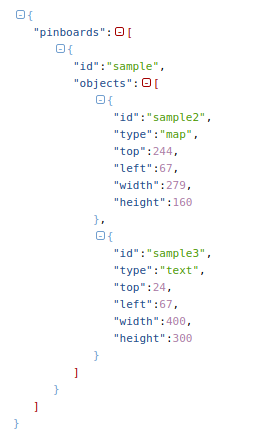 {
"pinboards":[
{
"id":"sample",
"objects":[
{
"id":"sample2",
"type":"map",
"top":244,
"left":67,
"width":279,
"height":160
},
{
"id":"sample3",
"type":"text",
"top":24,
"left":67,
"width":400,
"height":300
}
]
}
]
}